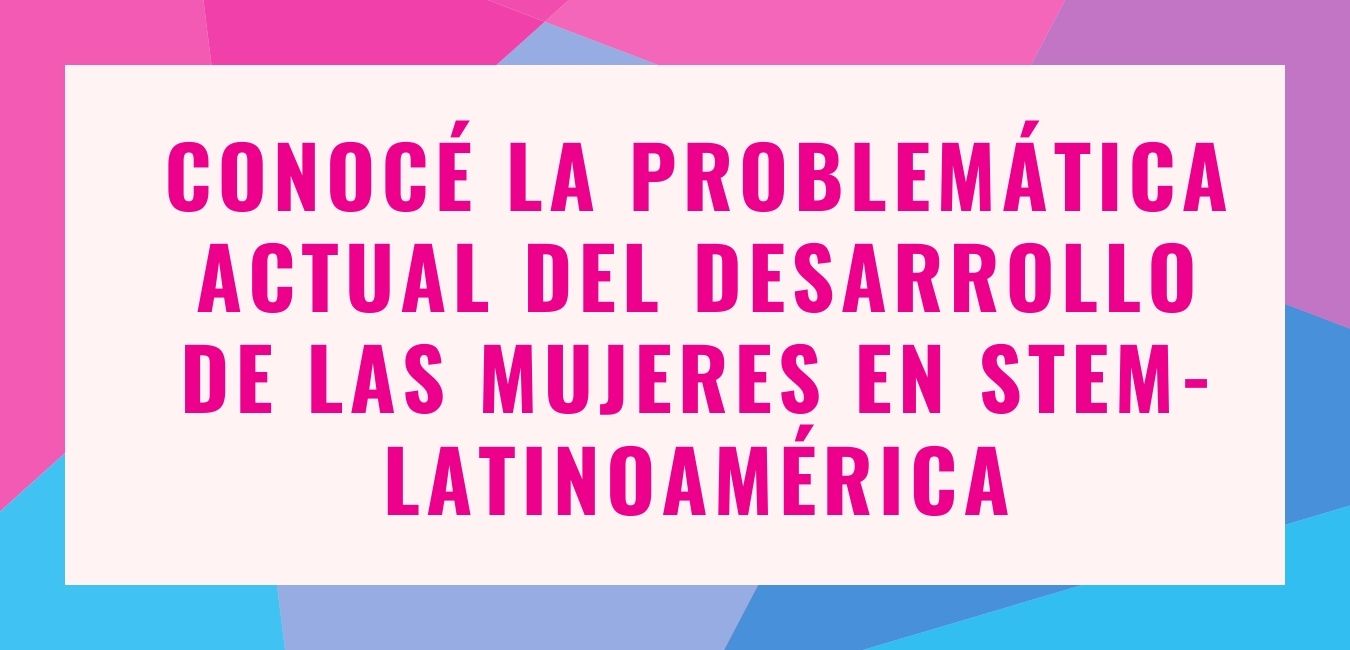 CONOCÉ LA PROBLEMÁTICA
ACTUAL DEL DESARROLLO
DE LAS MUJERES EN STEM-
LATINOAMÉRICA